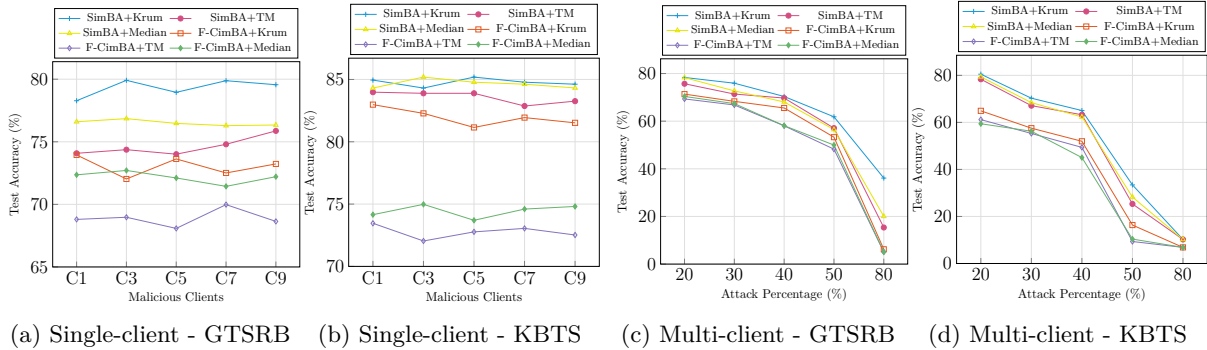 SimBA+Krum SimBA+TM
SimBA+Median F-CimBA+Krum
F-CimBA+TM F-CimBA+Median
80
75
70
65
Test Accuracy (%)
C1 C3 C5 C7 C9
Malicious Clients
(a) Single-client - GTSRB
SimBA+Krum SimBA+TM
SimBA+Median F-CimBA+Krum
F-CimBA+TM F-CimBA+Median
85
80
75
70
Test Accuracy (%)
C1 C3 C5 C7 C9
Malicious Clients
(b) Single-client - KBTS
SimBA+Krum SimBA+TM
SimBA+Median F-CimBA+Krum
F-CimBA+TM F-CimBA+Median
80
60
40
20
0
Test Accuracy (%)
20 30 40 50 80
Attack Percentage (%)
(c) Multi-client - GTSRB
SimBA+Krum SimBA+TM
SimBA+Median F-CimBA+Krum
F-CimBA+TM F-CimBA+Median
80
60
40
20
0
Test Accuracy (%)
20 30 40 50 80
Attack Percentage (%)
(d) Multi-client - KBTS